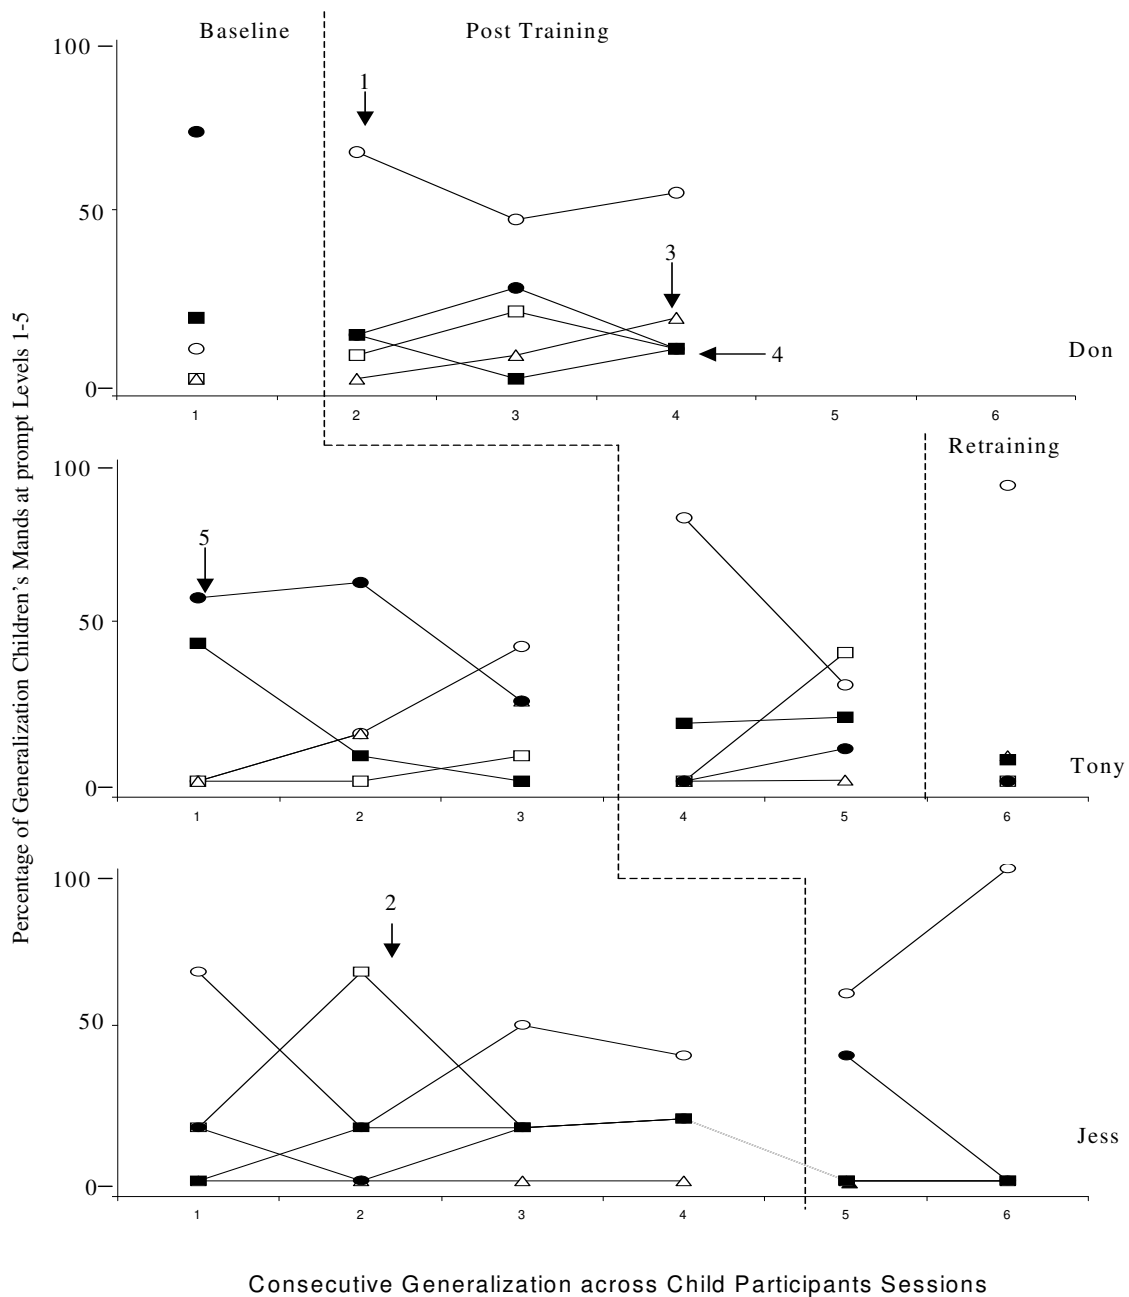 Baseline Post Training
100
1
50
3
4
Don
0
1 2 3 4 5 6
Retraining
100
5
50
Tony
0
1 2 3 4 5 6
100
2
50
Jess
0
1 2 3 4 5 6
Percentage of Generalization Children's Mands at prompt Levels 1-5
Consecutive Generalization across Child Participants Sessions